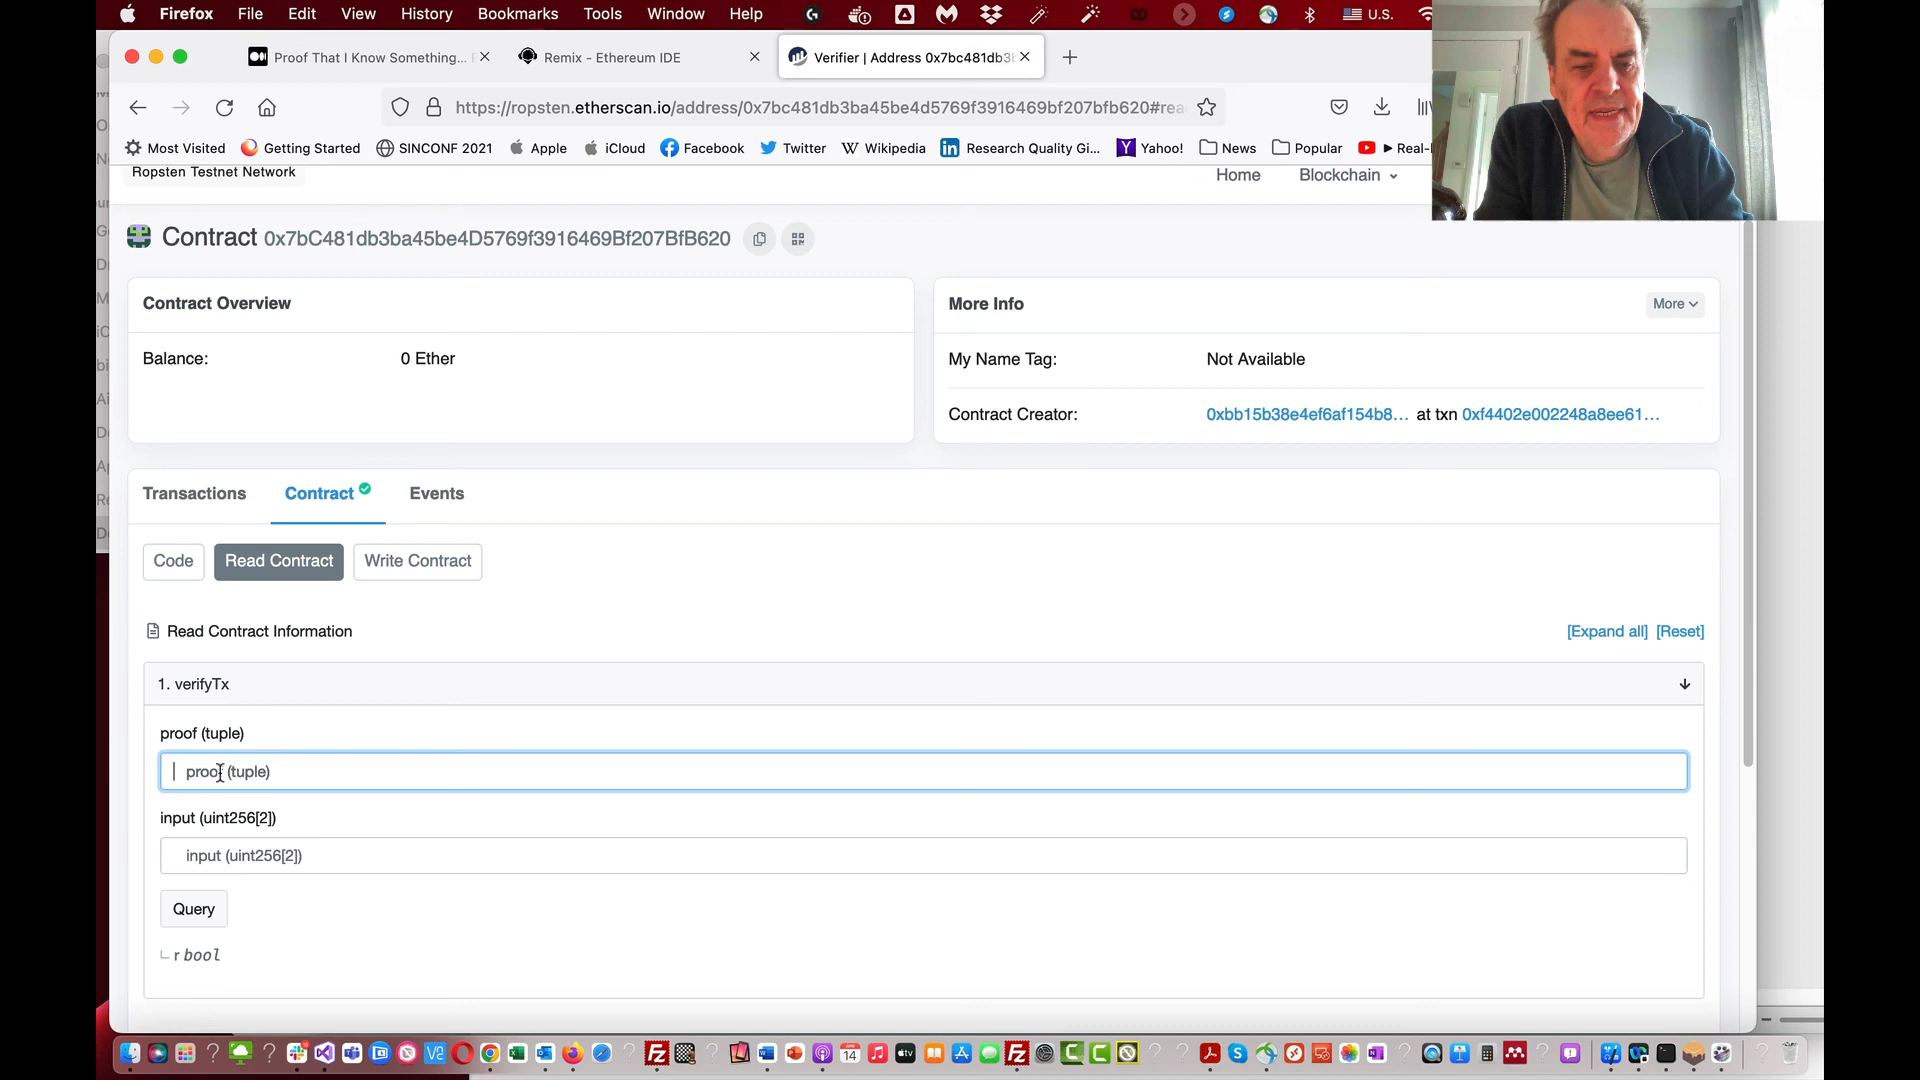 Firefox File Edit View History Bookmarks Tools Window Help U.S.
Proof That I Know Something...
Remix - Ethereum IDE
Verifier | Address 0x7bc481db3b
https://ropsten.etherscan.io/address/0x7bc481db3ba45be4d5769f3916469bf207bfb620#rea
Most Visited Getting Started SINCONF 2021 Apple iCloud Facebook Twitter Wikipedia Research Quality Gi... Yahoo! News Popular ► Real-
Ropsten Testnet Network
Home Blockchain
Contract 0x7bC481db3ba45be4D5769f3916469Bf207BfB620
Contract Overview
Balance: 0 Ether
More Info
More
My Name Tag: Not Available
Contract Creator: 0xbb15b38e4ef6af154b8... at txn 0xf4402e002248a8ee61...
Transactions Contract Events
Code Read Contract Write Contract
Read Contract Information
[Expand all] [Reset]
1. verifyTx
proof (tuple)
proof (tuple)
input (uint256[2])
input (uint256[2])
Query
r bool